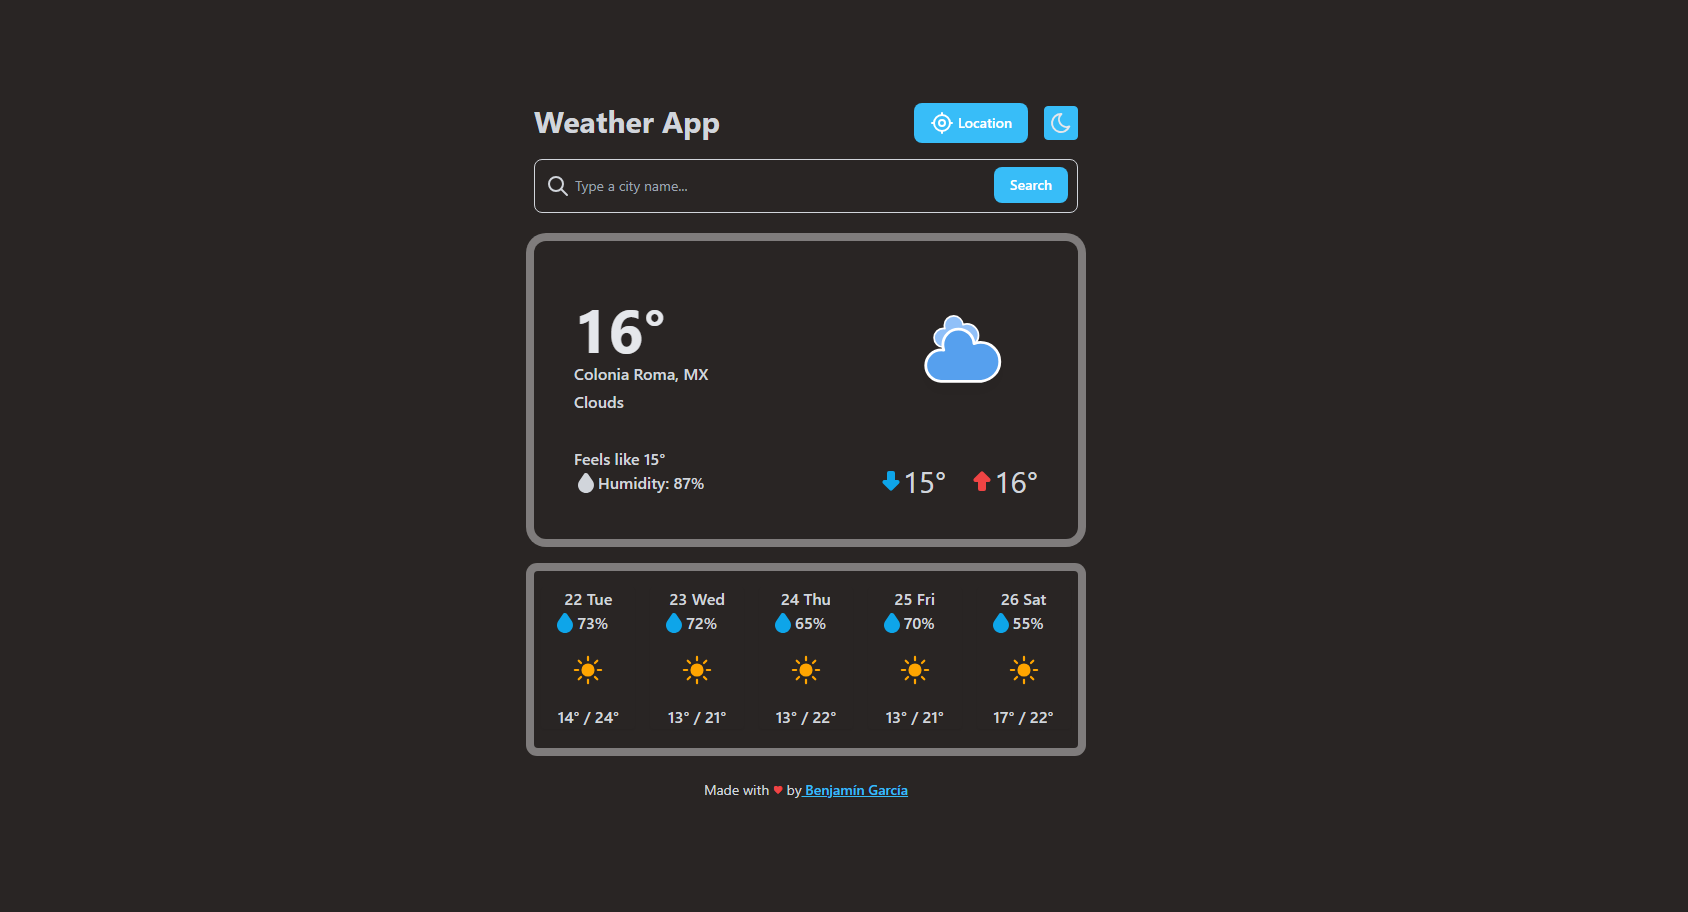 Weather App
Location
Type a city name...
Search
16°
Colonia Roma, MX
Clouds
Feels like 15°
Humidity: 87%
15° 16°
22 Tue 23 Wed 24 Thu 25 Fri 26 Sat
73% 72% 65% 70% 55%
14° / 24° 13° / 21° 13° / 22° 13° / 21° 17° / 22°
Made with by Benjamín García